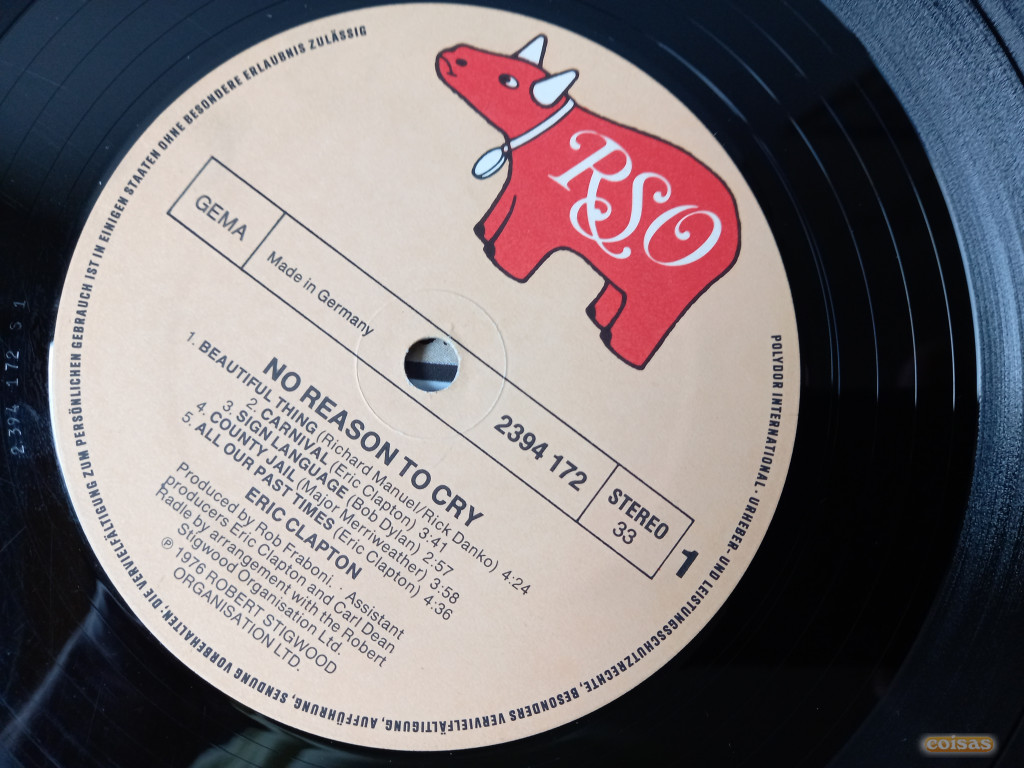 RSO
GEMA
Made in Germany
2394 172
STEREO
33
1
NO REASON TO CRY
1. BEAUTIFUL THING (Richard Manuel/Rick Danko) 4:24
2. CARNIVAL (Eric Clapton) 3:41
3. SIGN LANGUAGE (Bob Dylan) 2:57
4. COUNTY JAIL (Major Merriweather) 3:58
5. ALL OUR PAST TIMES (Eric Clapton) 4:36
ERIC CLAPTON
Produced by Rob Fraboni. · Assistant
producers Eric Clapton and Carl Dean
Radle by arrangement with the Robert
Stigwood Organisation Ltd.
℗ 1976 ROBERT STIGWOOD
ORGANISATION LTD.
POLYDOR INTERNATIONAL · URHEBER- UND LEISTUNGSSCHUTZRECHTE, BESONDERS VERVIELFÄLTIGUNG, AUFFÜHRUNG, SENDUNG VORBEHALTEN; DIE VERVIELFÄLTIGUNG ZUM PERSÖNLICHEN GEBRAUCH IST IN EINIGEN STAATEN OHNE BESONDERE ERLAUBNIS ZULÄSSIG
2394 172 S 1
coisas